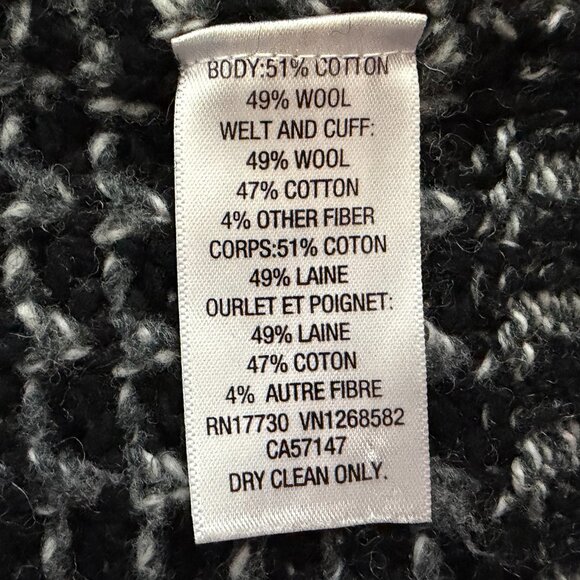 BODY:51% COTTON
49% WOOL
WELT AND CUFF:
49% WOOL
47% COTTON
4% OTHER FIBER
CORPS:51% COTON
49% LAINE
OURLET ET POIGNET:
49% LAINE
47% COTON
4% AUTRE FIBRE
RN17730 VN1268582
CA57147
DRY CLEAN ONLY.